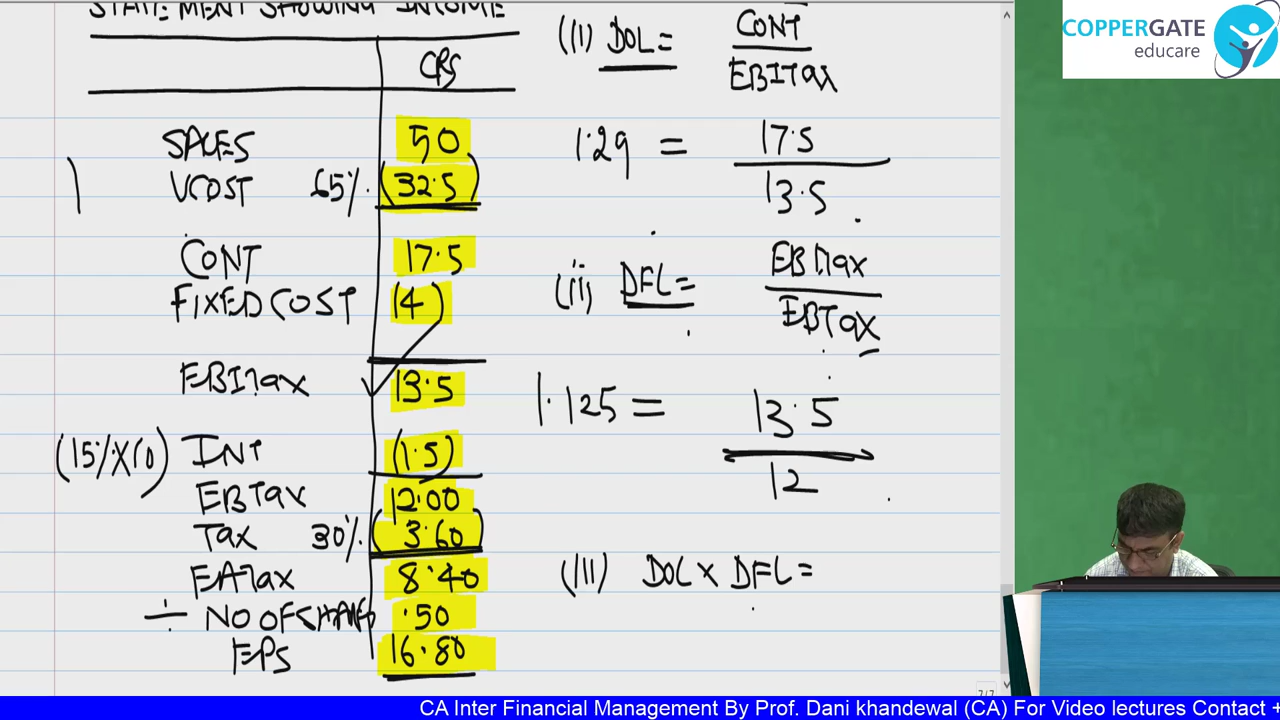 STATEMENT SHOWING INCOME
CRS
SALES 50
VCOST 65% (32.5)
CONT 17.5
FIXED COST (4)
EBITax 13.5
(15% X 10) INT (1.5)
EBTax 12.00
Tax 30% (3.60)
EATax 8.40
÷ NO OF SHARES .50
EPS 16.80
(11) DOL = CONT
EBITax
1.29 = 17.5
13.5
(ii) DFL = EBITax
EBTax
1.125 = 13.5
12
(111) DOL X DFL =
7/7
COPPERGATE
educare
CA Inter Financial Management By Prof. Dani khandewal (CA) For Video lectures Contact +